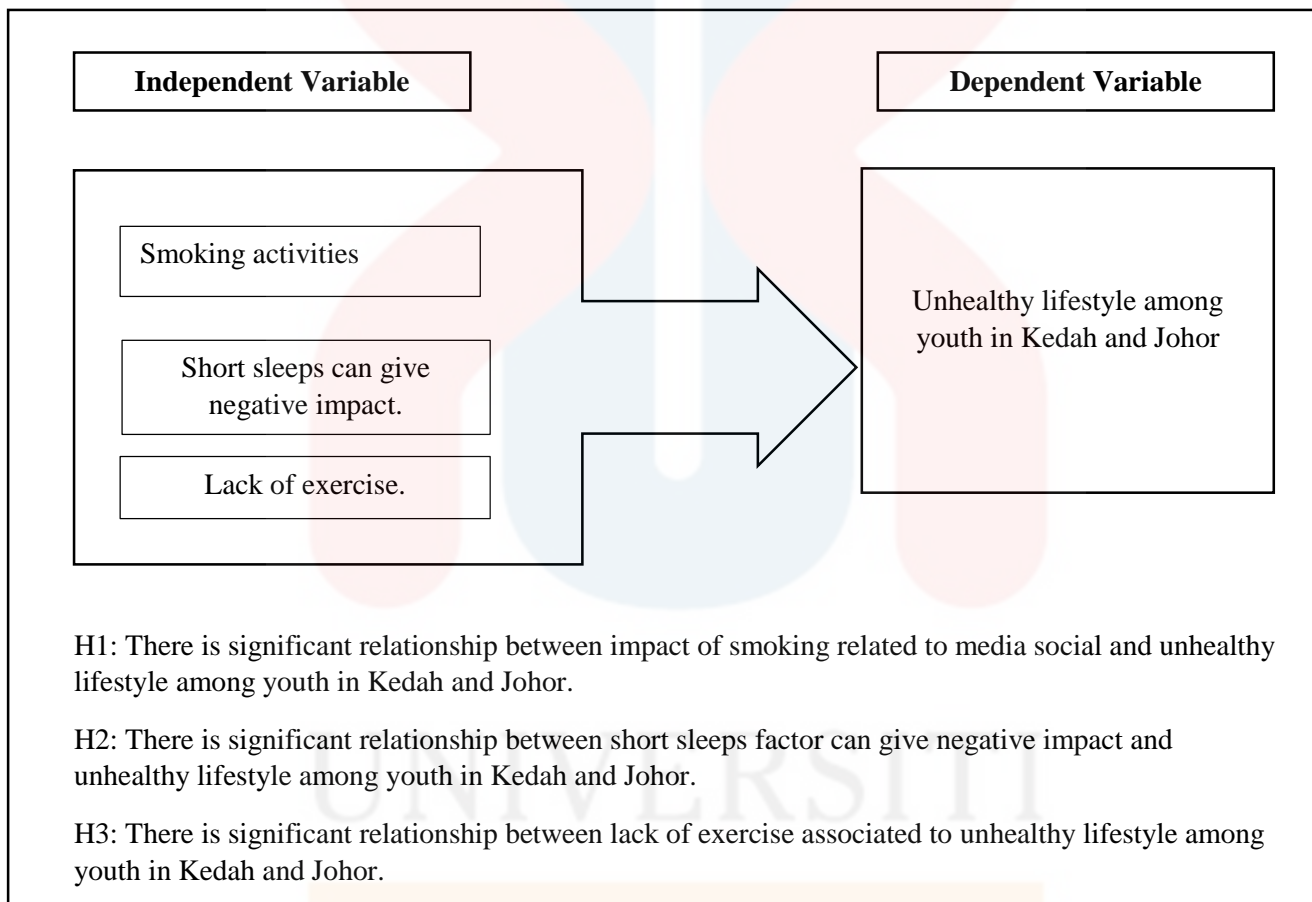 Independent Variable
Dependent Variable
Smoking activities
Short sleeps can give
negative impact.
Lack of exercise.
Unhealthy lifestyle among
youth in Kedah and Johor
H1: There is significant relationship between impact of smoking related to media social and unhealthy
lifestyle among youth in Kedah and Johor.
H2: There is significant relationship between short sleeps factor can give negative impact and
unhealthy lifestyle among youth in Kedah and Johor.
H3: There is significant relationship between lack of exercise associated to unhealthy lifestyle among
youth in Kedah and Johor.
UNIVERSITI